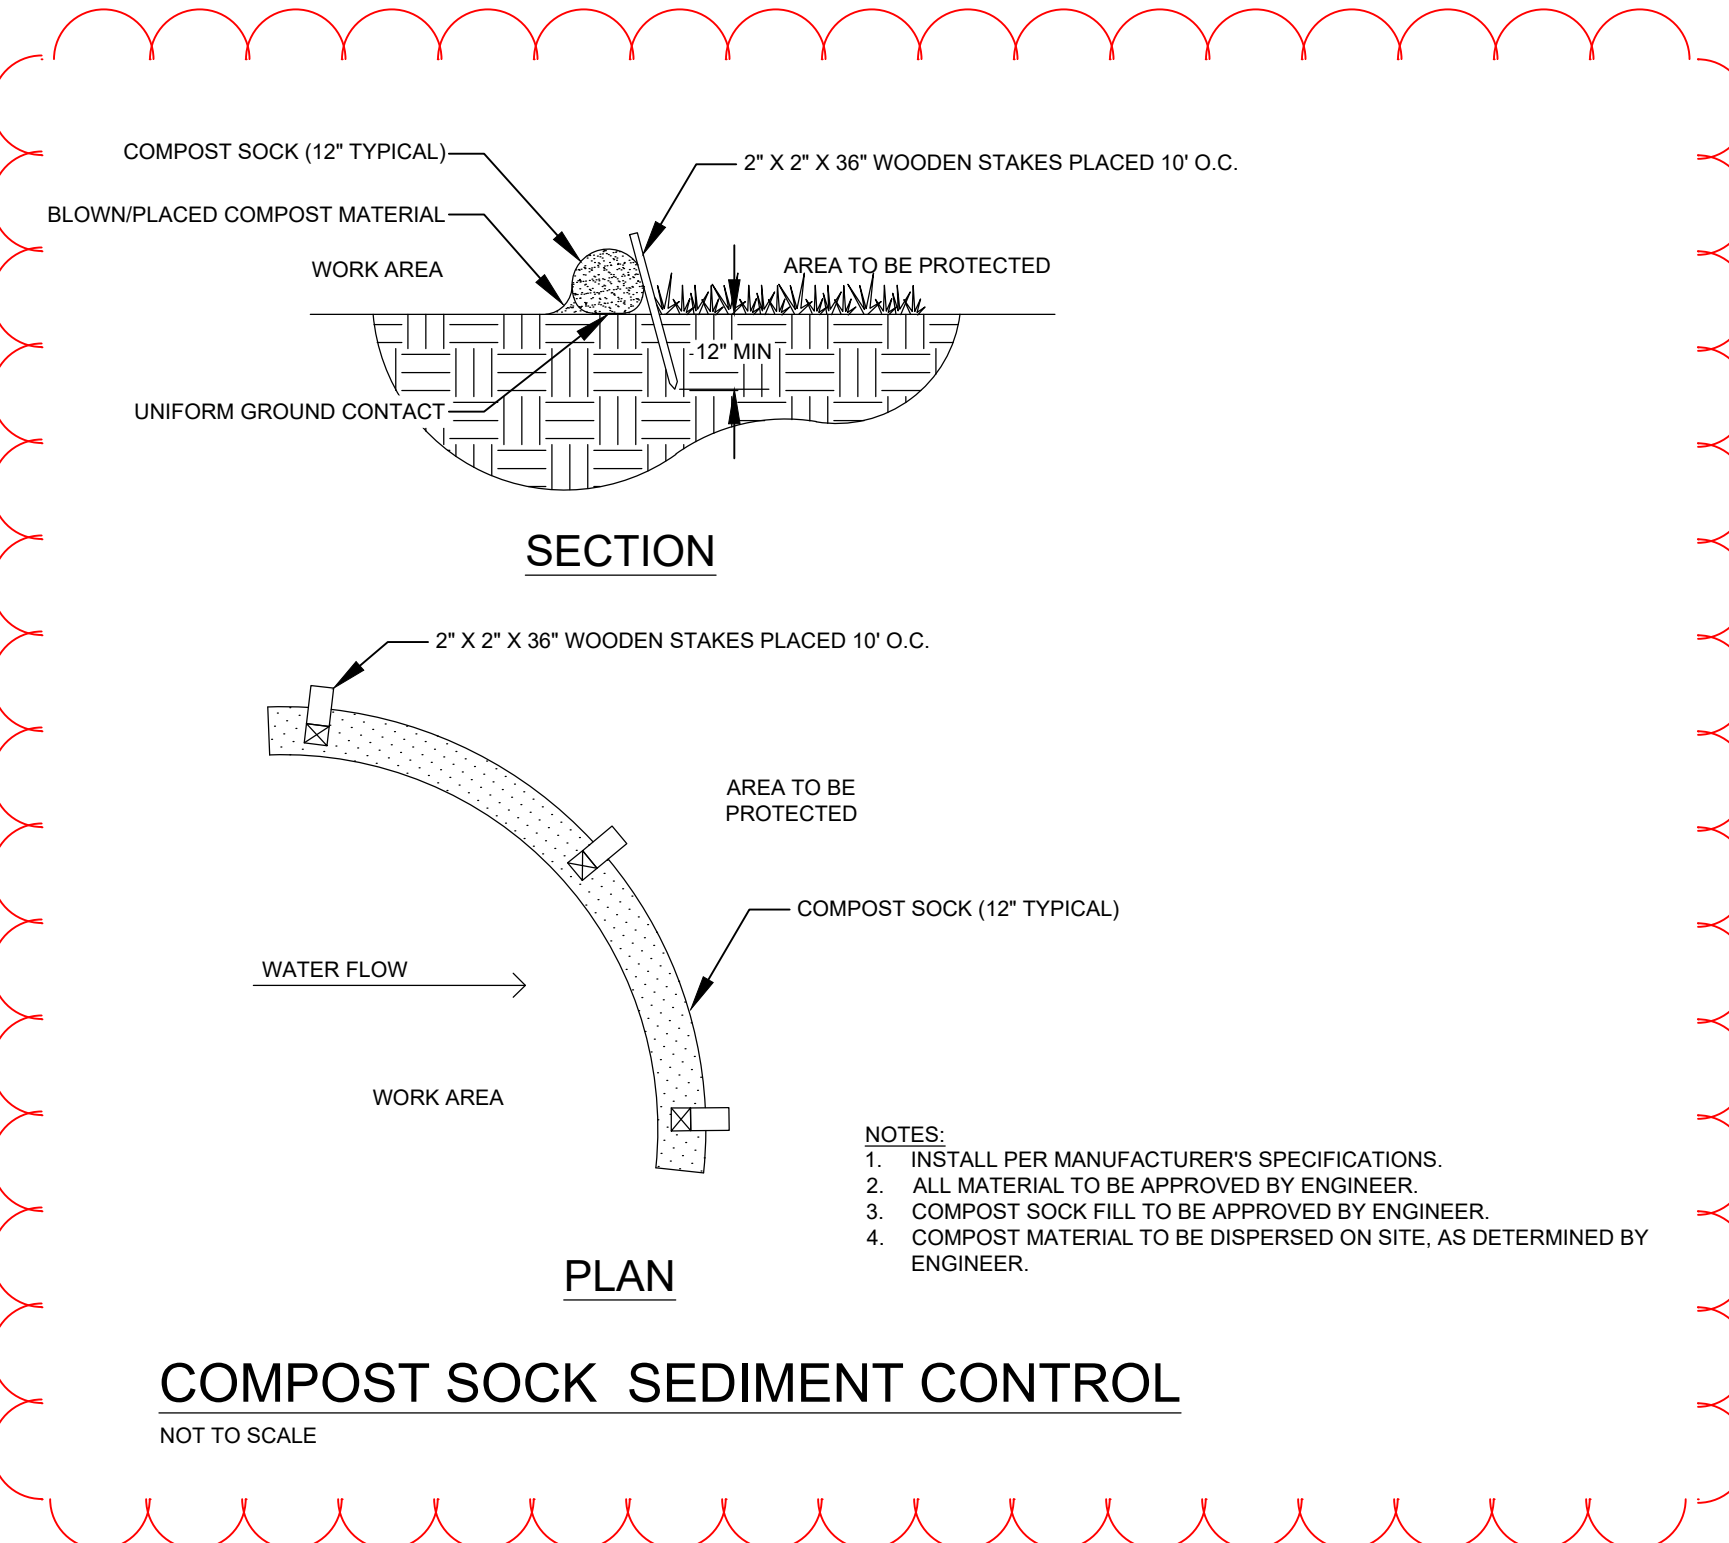 COMPOST SOCK (12" TYPICAL)
2" X 2" X 36" WOODEN STAKES PLACED 10' O.C.
BLOWN/PLACED COMPOST MATERIAL
WORK AREA
AREA TO BE PROTECTED
12" MIN
UNIFORM GROUND CONTACT
SECTION
2" X 2" X 36" WOODEN STAKES PLACED 10' O.C.
AREA TO BE
PROTECTED
COMPOST SOCK (12" TYPICAL)
WATER FLOW
WORK AREA
NOTES:
1. INSTALL PER MANUFACTURER'S SPECIFICATIONS.
2. ALL MATERIAL TO BE APPROVED BY ENGINEER.
3. COMPOST SOCK FILL TO BE APPROVED BY ENGINEER.
4. COMPOST MATERIAL TO BE DISPERSED ON SITE, AS DETERMINED BY
ENGINEER.
PLAN
COMPOST SOCK SEDIMENT CONTROL
NOT TO SCALE